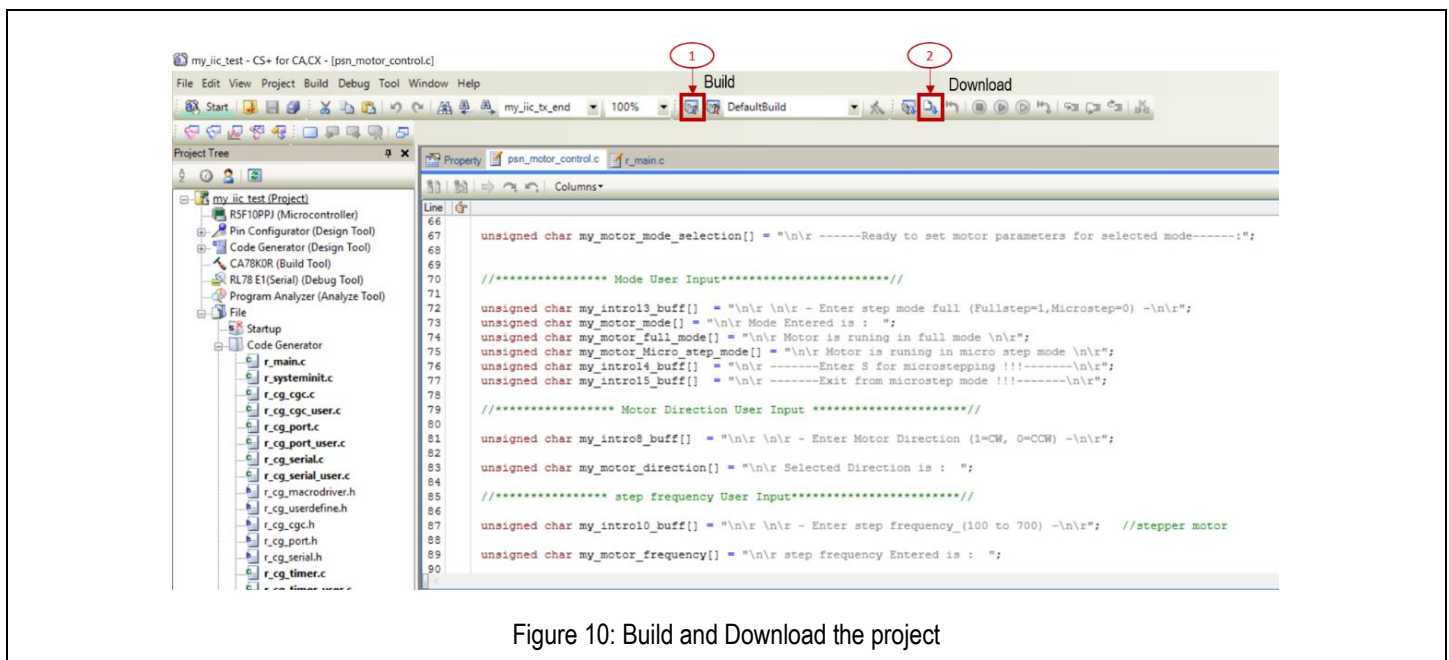 my_iic_test - CS+ for CA,CX - [psn_motor_control.c]
1
2
File Edit View Project Build Debug Tool Window Help
Build
Download
Start
my_iic_tx_end
100%
DefaultBuild
Project Tree
Property
psn_motor_control.c
r_main.c
Columns
my_iic_test (Project)
R5F10PPJ (Microcontroller)
Pin Configurator (Design Tool)
Code Generator (Design Tool)
CA78K0R (Build Tool)
RL78 E1(Serial) (Debug Tool)
Program Analyzer (Analyze Tool)
File
Startup
Code Generator
r_main.c
r_systeminit.c
r_cg_cgc.c
r_cg_cgc_user.c
r_cg_port.c
r_cg_port_user.c
r_cg_serial.c
r_cg_serial_user.c
r_cg_macrodriver.h
r_cg_userdefine.h
r_cg_cgc.h
r_cg_port.h
r_cg_serial.h
r_cg_timer.c
r_cg_timer_user.c
Line
66
67 unsigned char my_motor_mode_selection[] = "\n\r ------Ready to set motor parameters for selected mode------:";
68
69
70 //**************** Mode User Input************************//
71
72 unsigned char my_intro13_buff[] = "\n\r \n\r - Enter step mode full (Fullstep=1,Microstep=0) -\n\r";
73 unsigned char my_motor_mode[] = "\n\r Mode Entered is : ";
74 unsigned char my_motor_full_mode[] = "\n\r Motor is runing in full mode \n\r";
75 unsigned char my_motor_Micro_step_mode[] = "\n\r Motor is runing in micro step mode \n\r";
76 unsigned char my_intro14_buff[] = "\n\r -------Enter S for microstepping !!!-------\n\r";
77 unsigned char my_intro15_buff[] = "\n\r -------Exit from microstep mode !!!-------\n\r";
78
79 //***************** Motor Direction User Input **********************//
80
81 unsigned char my_intro8_buff[] = "\n\r \n\r - Enter Motor Direction (1=CW, 0=CCW) -\n\r";
82
83 unsigned char my_motor_direction[] = "\n\r Selected Direction is : ";
84
85 //**************** step frequency User Input************************//
86
87 unsigned char my_intro10_buff[] = "\n\r \n\r - Enter step frequency_(100 to 700) -\n\r"; //stepper motor
88
89 unsigned char my_motor_frequency[] = "\n\r step frequency Entered is : ";
90
Figure 10: Build and Download the project